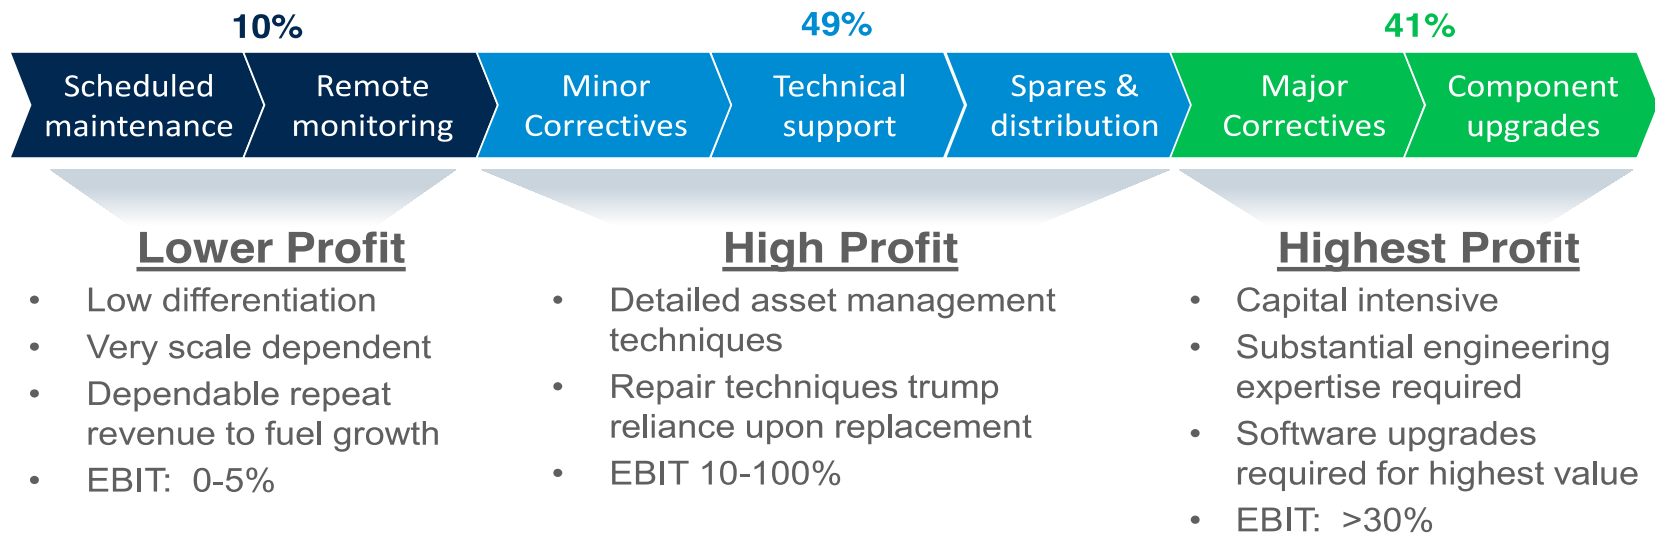 10%
49%
41%
Scheduled
maintenance
Remote
monitoring
Minor
Correctives
Technical
support
Spares &
distribution
Major
Correctives
Component
upgrades
Lower Profit
• Low differentiation
• Very scale dependent
• Dependable repeat
revenue to fuel growth
• EBIT: 0-5%
High Profit
• Detailed asset management
techniques
• Repair techniques trump
reliance upon replacement
• EBIT 10-100%
Highest Profit
• Capital intensive
• Substantial engineering
expertise required
• Software upgrades
required for highest value
• EBIT: >30%